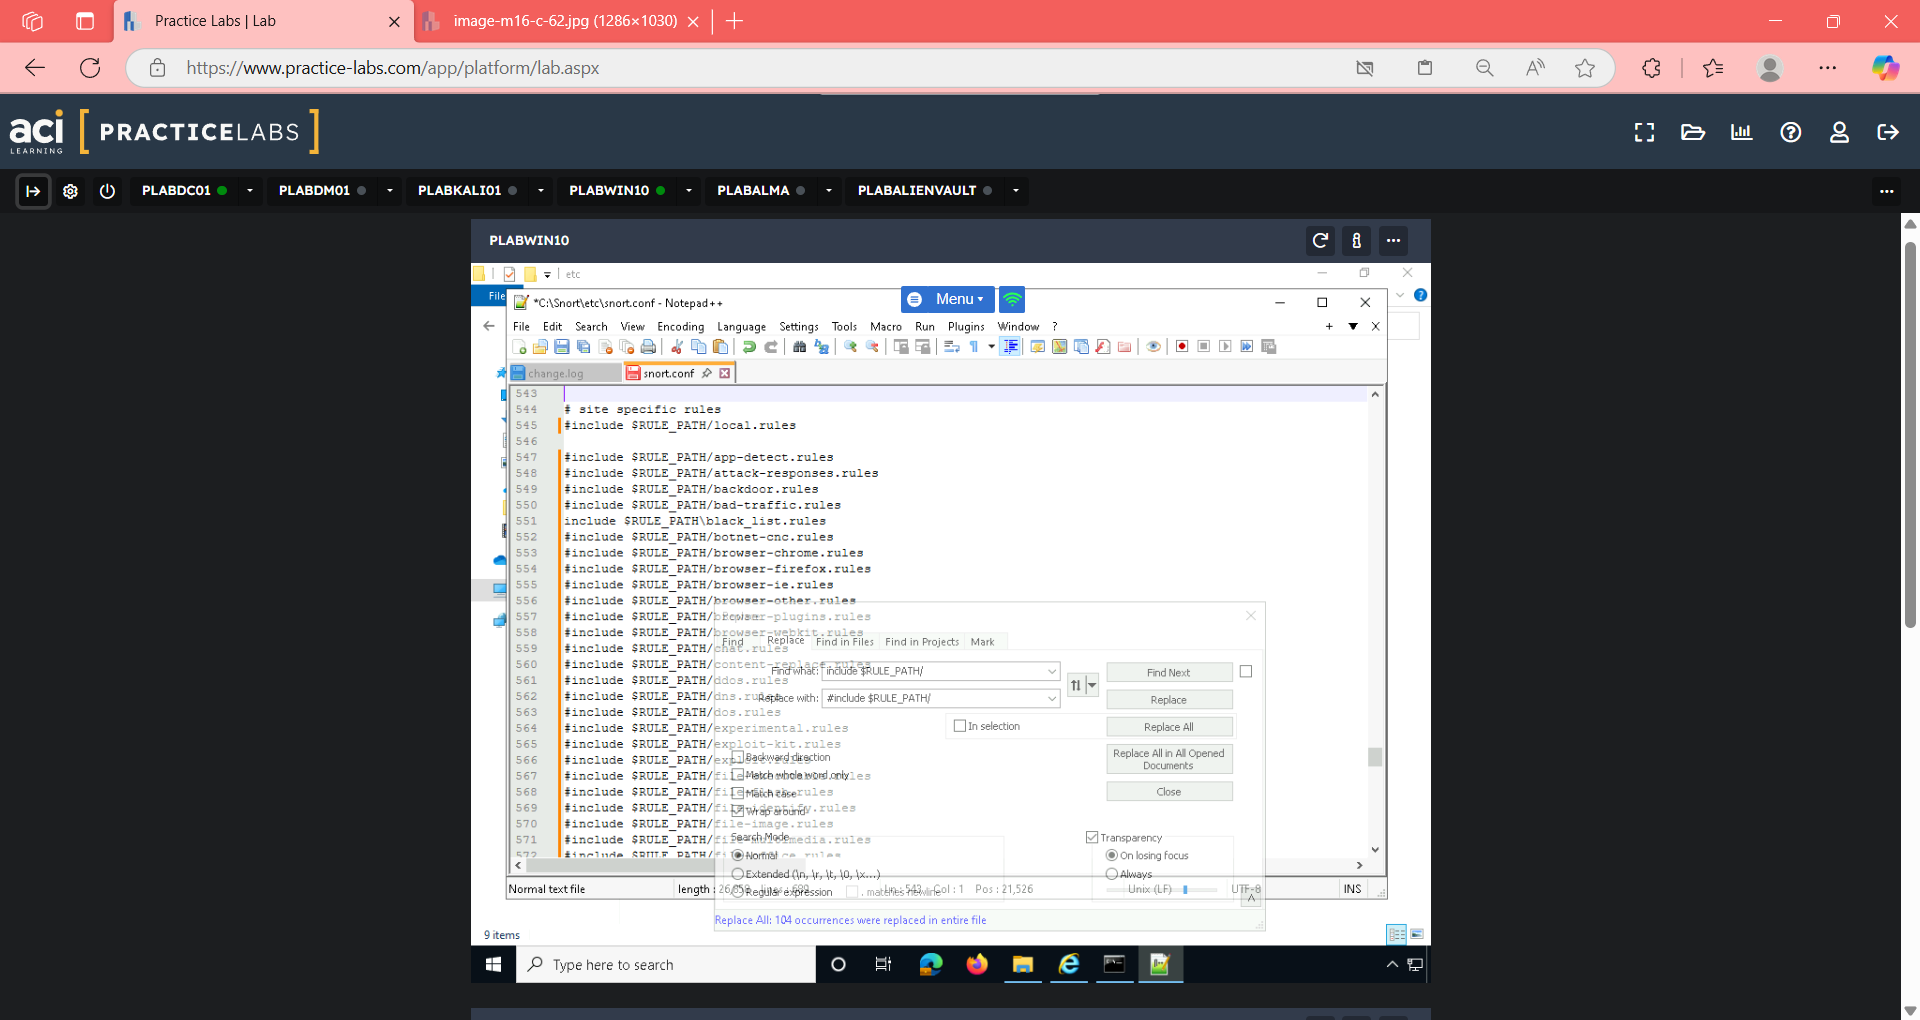 Practice Labs | Lab
image-m16-c-62.jpg (1286×1030)
https://www.practice-labs.com/app/platform/lab.aspx
aci LEARNING [ PRACTICELABS ]
PLABDC01 PLABDM01 PLABKALI01 PLABWIN10 PLABALMA PLABALIENVAULT
PLABWIN10
etc
File
*C:\Snort\etc\snort.conf - Notepad++
Menu
File Edit Search View Encoding Language Settings Tools Macro Run Plugins Window ?
change.log snort.conf
543
544 # site specific rules
545 #include $RULE_PATH/local.rules
546
547 #include $RULE_PATH/app-detect.rules
548 #include $RULE_PATH/attack-responses.rules
549 #include $RULE_PATH/backdoor.rules
550 #include $RULE_PATH/bad-traffic.rules
551 include $RULE_PATH\black_list.rules
552 #include $RULE_PATH/botnet-cnc.rules
553 #include $RULE_PATH/browser-chrome.rules
554 #include $RULE_PATH/browser-firefox.rules
555 #include $RULE_PATH/browser-ie.rules
556 #include $RULE_PATH/browser-other.rules
557 #include $RULE_PATH/browser-plugins.rules
558 #include $RULE_PATH/browser-webkit.rules
559 #include $RULE_PATH/chat.rules
560 #include $RULE_PATH/content-replace.rules
561 #include $RULE_PATH/ddos.rules
562 #include $RULE_PATH/dns.rules
563 #include $RULE_PATH/dos.rules
564 #include $RULE_PATH/experimental.rules
565 #include $RULE_PATH/exploit-kit.rules
566 #include $RULE_PATH/exploit.rules
567 #include $RULE_PATH/
568 #include $RULE_PATH/
569 #include $RULE_PATH/file-identify.rules
570 #include $RULE_PATH/file-image.rules
571 #include $RULE_PATH/file-multimedia.rules
572 #include $RULE_PATH/
Replace
Find Replace Find in Files Find in Projects Mark
Find what: include $RULE_PATH/
Find Next
Replace with: #include $RULE_PATH/
Replace
In selection
Replace All
Replace All in All Opened Documents
Backward direction
Match whole word only
Match case
Close
Wrap around
Search Mode
Normal
Extended (\n, \r, \t, \0, \x...)
Regular expression
. matches newline
Transparency
On losing focus
Always
Normal text file
length :
Ln : 543 Col : 1 Pos : 21,526
Unix (LF)
UTF-8
INS
Replace All: 104 occurrences were replaced in entire file
9 items
Type here to search